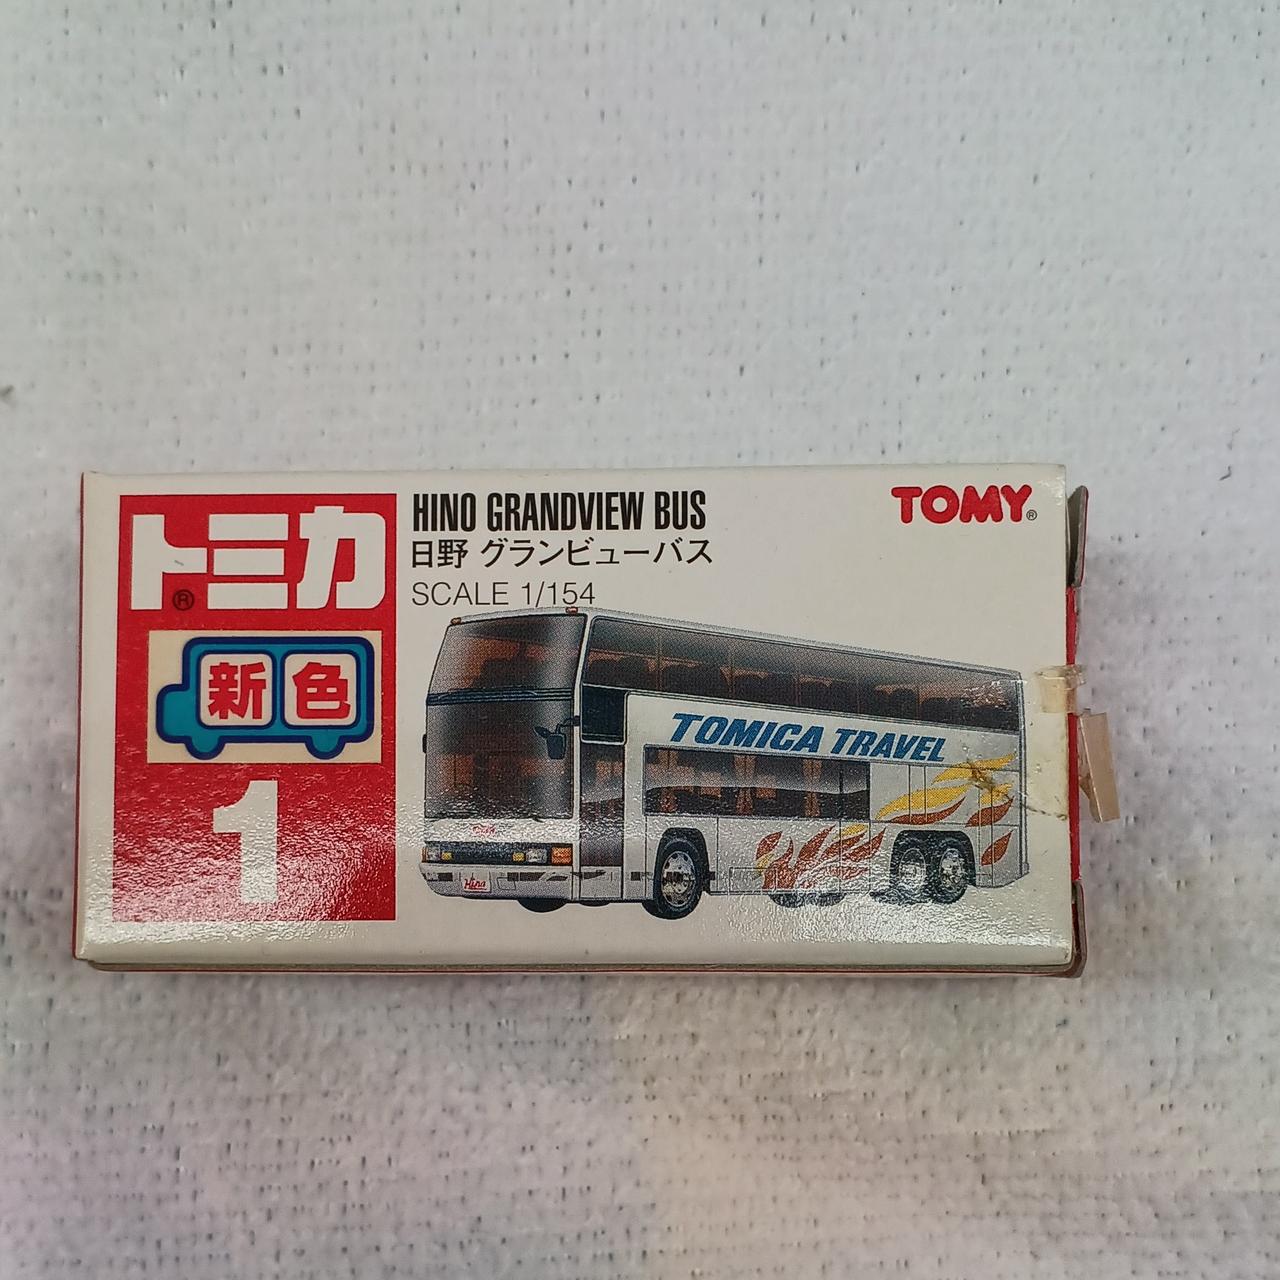 トミカ®
新色
1
HINO GRANDVIEW BUS
日野 グランビューバス
SCALE 1/154
TOMY®
TOMICA TRAVEL
Hino